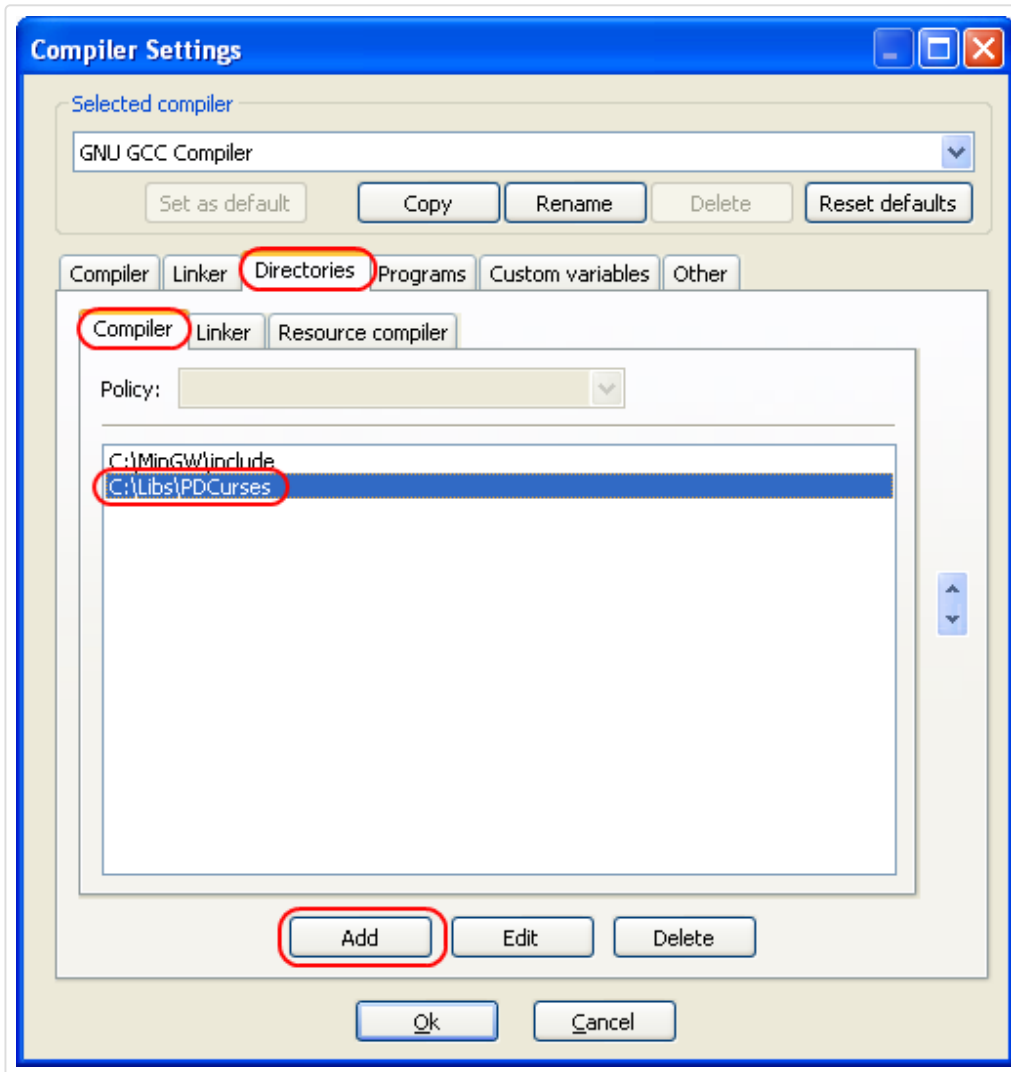 Compiler Settings
Selected compiler
GNU GCC Compiler
Set as default Copy Rename Delete Reset defaults
Compiler Linker Directories Programs Custom variables Other
Compiler Linker Resource compiler
Policy:
C:\MinGW\include
C:\Libs\PDCurses
Add Edit Delete
Ok Cancel